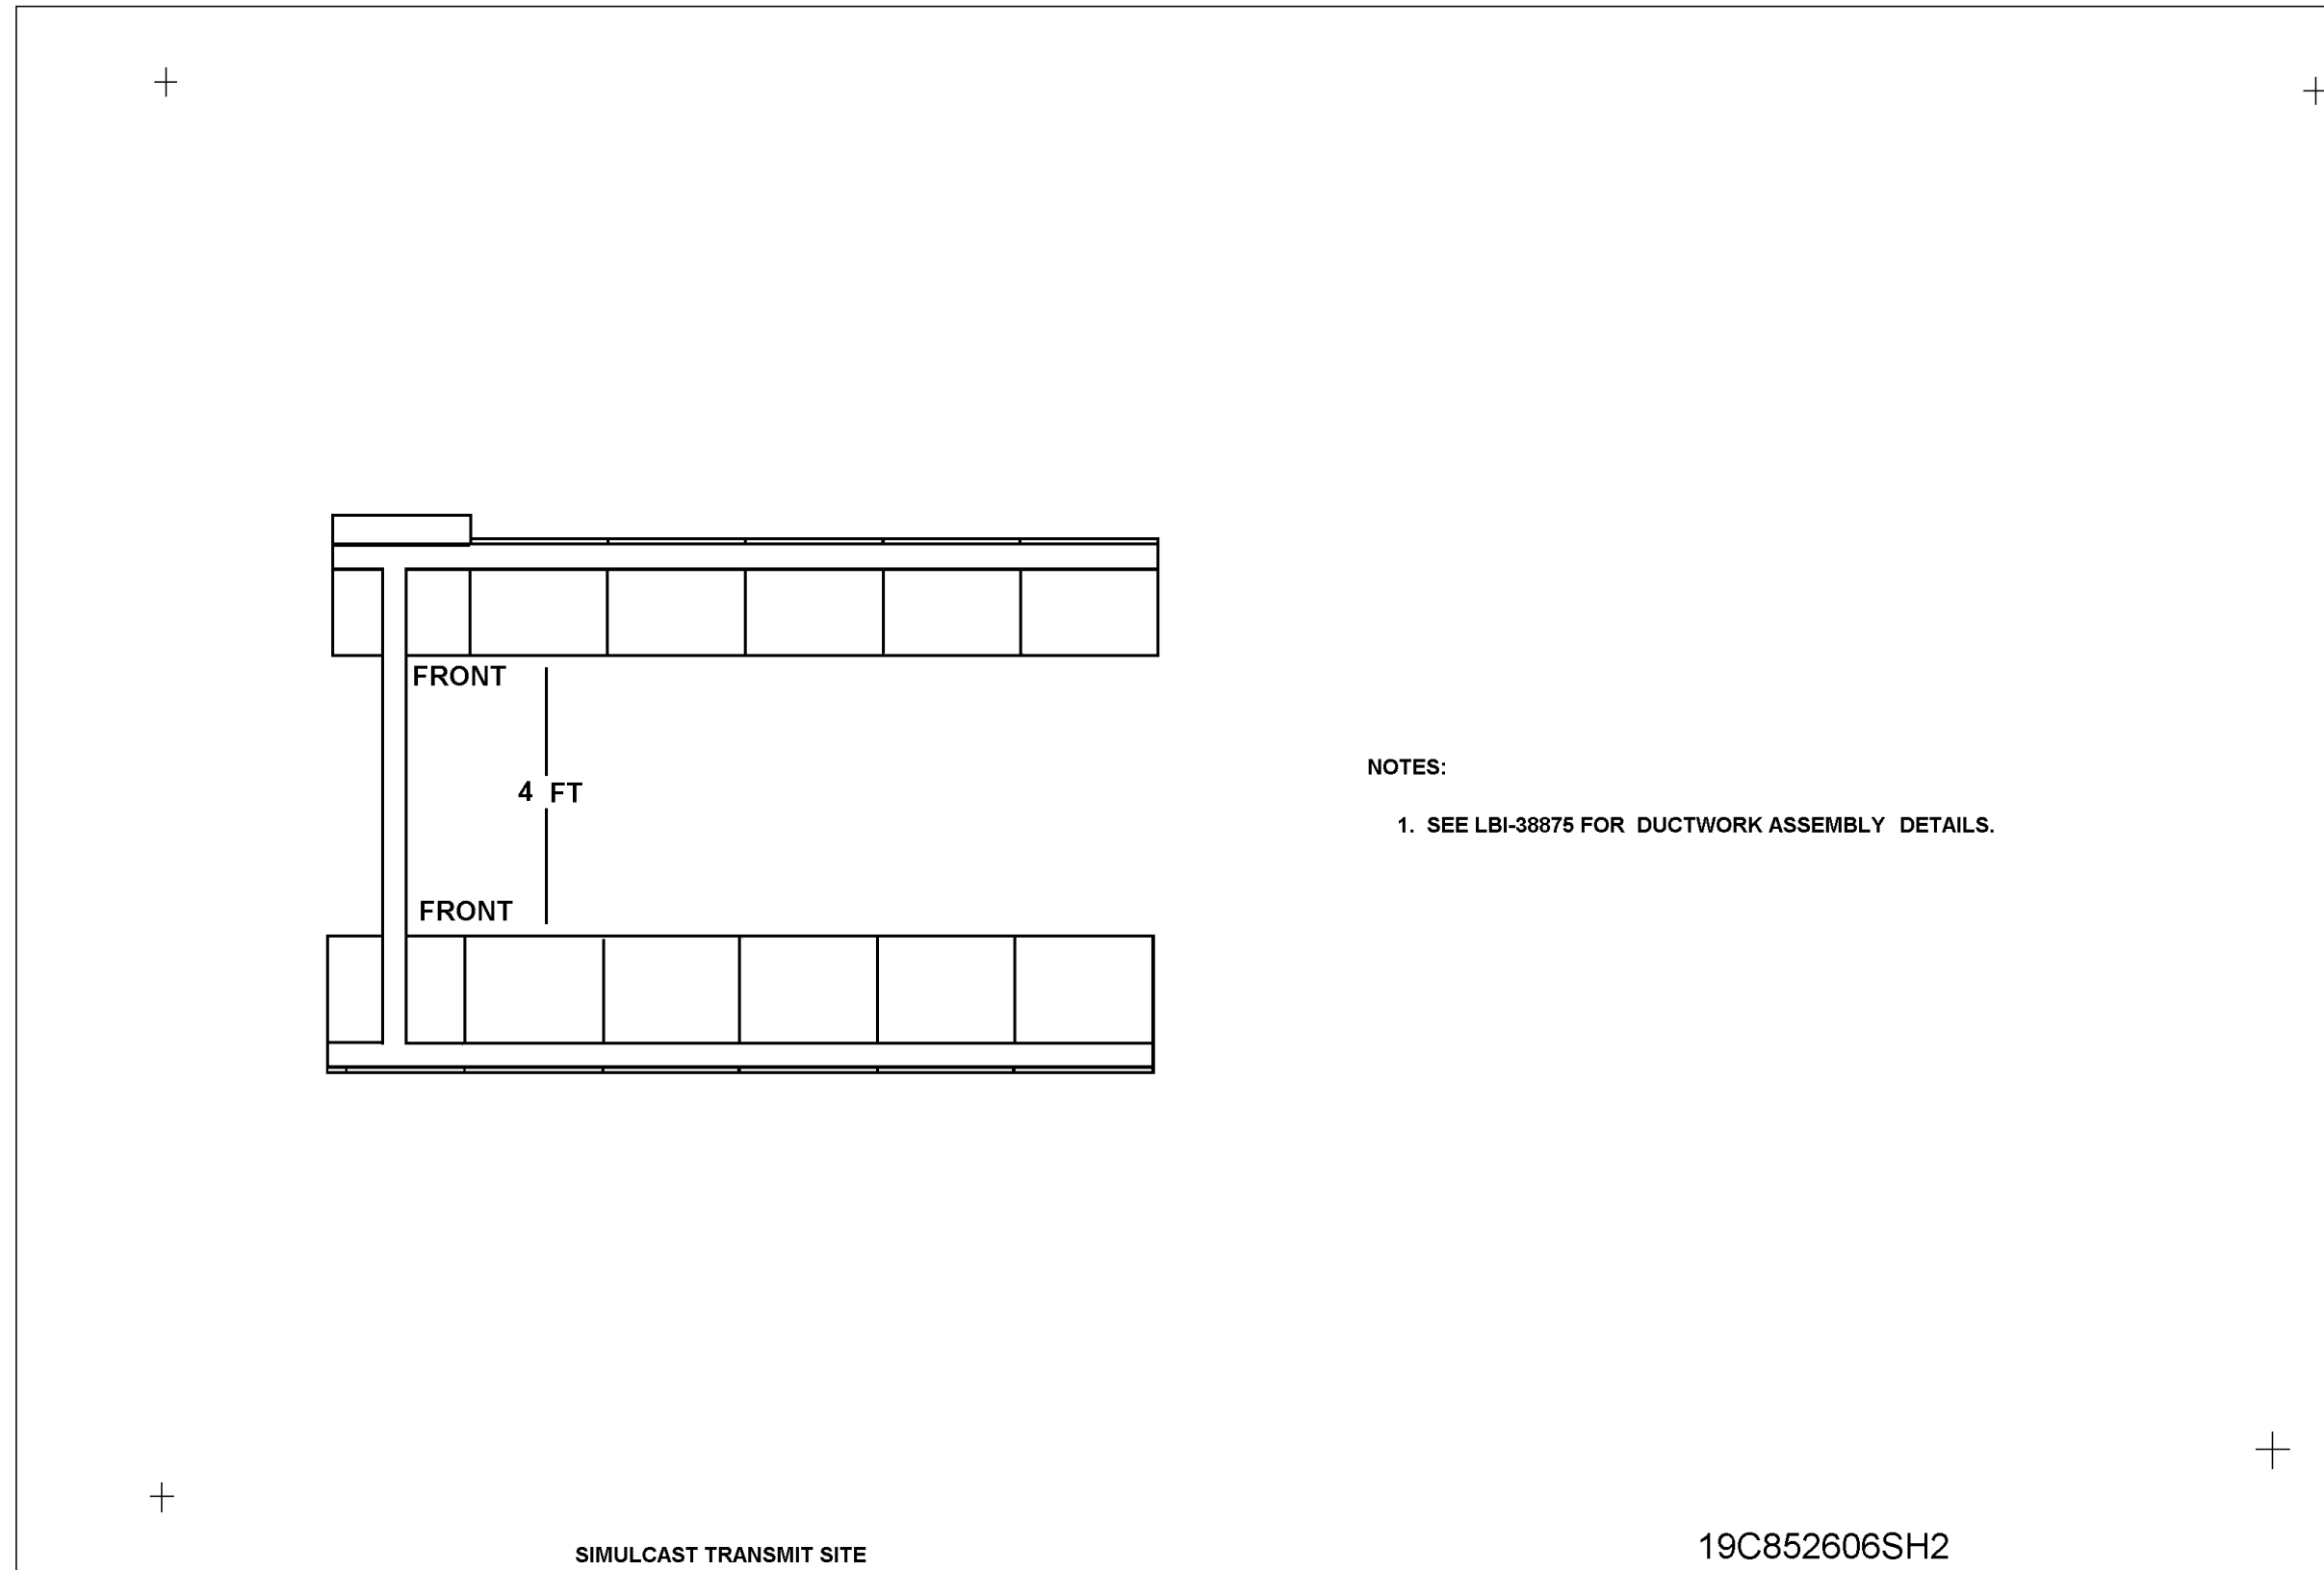 FRONT
4 FT
FRONT
NOTES:
1. SEE LBI-38875 FOR DUCTWORK ASSEMBLY DETAILS.
SIMULCAST TRANSMIT SITE
19C852606SH2